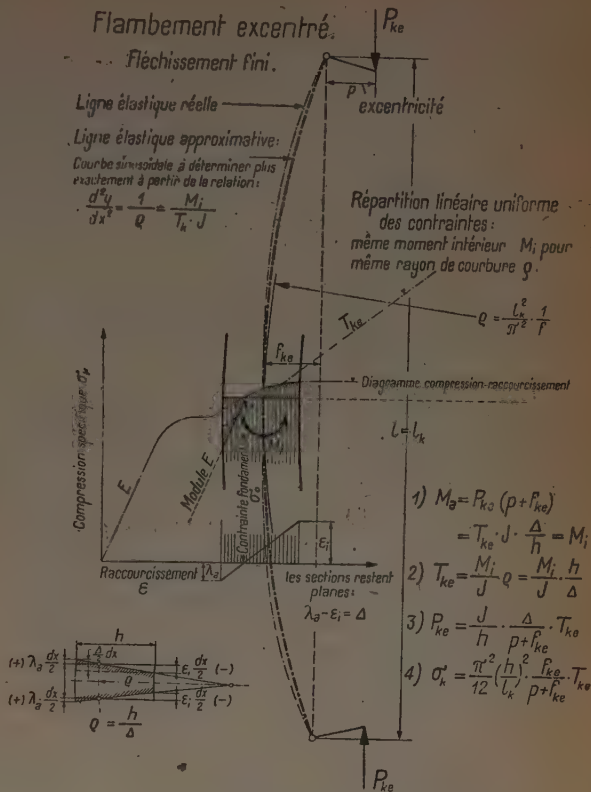 Flambement excentré.
Fléchissement fini.
P_ke
p
excentricité
Ligne élastique réelle
Ligne élastique approximative:
Courbe sinusoïdale à déterminer plus
exactement à partir de la relation:
d²y/dx² = 1/ϱ = M_i/(T_k · J)
Répartition linéaire uniforme
des contraintes:
même moment intérieur M_i pour
même rayon de courbure ϱ.
ϱ = l_k²/π² · 1/f
T_ke
f_ke
Diagramme compression-raccourcissement
l = l_k
Compression spécifique σ
E
Module E
Contrainte fondamen
σ
ε_i
Raccourcissement
ε
λ_a
les sections restent
planes:
λ_a - ε_i = Δ
1) M_a = P_ke (p + f_ke)
= T_ke · J · Δ/h = M_i
2) T_ke = M_i/J ϱ = M_i/J · h/Δ
3) P_ke = J/h · Δ/(p + f_ke) · T_ke
4) σ_k = π²/12 (h/l_k)² · f_ke/(p + f_ke) · T_ke
h
(+) λ_a dx/2
Δ/h dx
ε_i dx/2 (-)
ϱ
(+) λ_a dx/2
ε_i dx/2 (-)
ϱ = h/Δ
P_ke